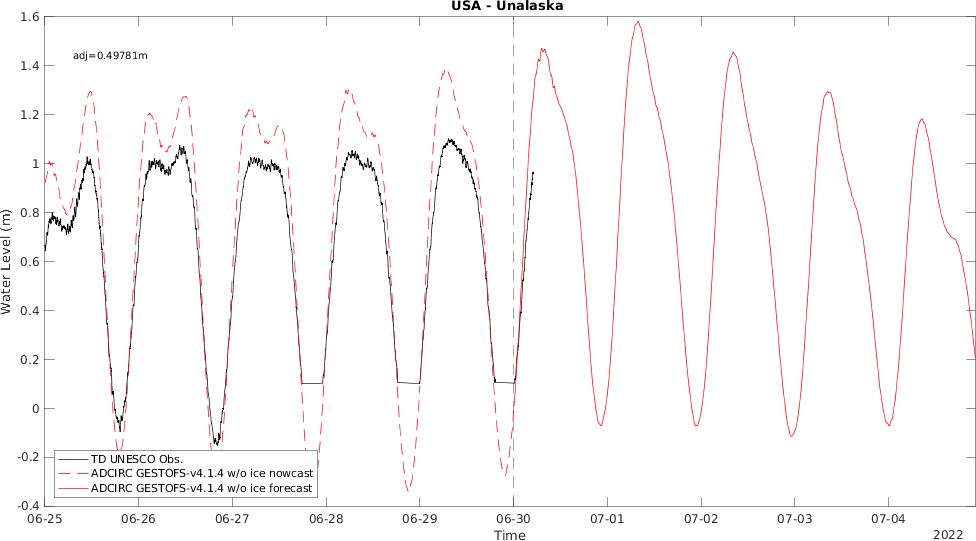 USA - Unalaska
adj=0.49781m
1.6
1.4
1.2
1
0.8
0.6
0.4
0.2
0
-0.2
-0.4
Water Level (m)
TD UNESCO Obs.
ADCIRC GESTOFS-v4.1.4 w/o ice nowcast
ADCIRC GESTOFS-v4.1.4 w/o ice forecast
06-25 06-26 06-27 06-28 06-29 06-30 07-01 07-02 07-03 07-04
Time
2022